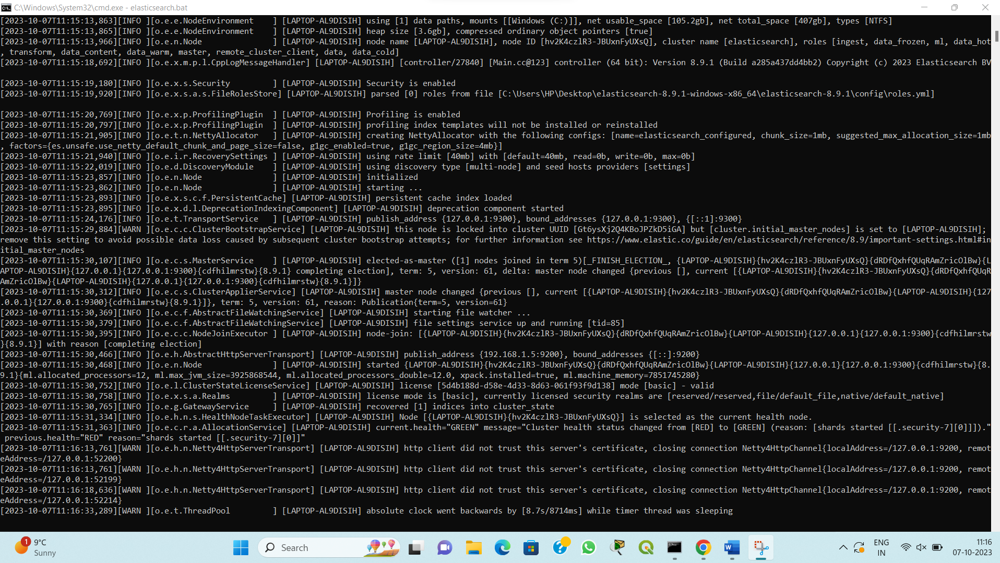 C:\Windows\System32\cmd.exe - elasticsearch.bat
[2023-10-07T11:15:13,863][INFO ][o.e.e.NodeEnvironment    ] [LAPTOP-AL9DISIH] using [1] data paths, mounts [[Windows (C:)]], net usable_space [105.2gb], net total_space [407gb], types [NTFS]
[2023-10-07T11:15:13,865][INFO ][o.e.e.NodeEnvironment    ] [LAPTOP-AL9DISIH] heap size [3.6gb], compressed ordinary object pointers [true]
[2023-10-07T11:15:13,966][INFO ][o.e.n.Node               ] [LAPTOP-AL9DISIH] node name [LAPTOP-AL9DISIH], node ID [hv2K4czlR3-JBUxnFyUXsQ], cluster name [elasticsearch], roles [ingest, data_frozen, ml, data_hot
, transform, data_content, data_warm, master, remote_cluster_client, data, data_cold]
[2023-10-07T11:15:18,692][INFO ][o.e.x.m.p.l.CppLogMessageHandler] [LAPTOP-AL9DISIH] [controller/27840] [Main.cc@123] controller (64 bit): Version 8.9.1 (Build a285a437dd4bb2) Copyright (c) 2023 Elasticsearch BV
[2023-10-07T11:15:19,180][INFO ][o.e.x.s.Security         ] [LAPTOP-AL9DISIH] Security is enabled
[2023-10-07T11:15:19,920][INFO ][o.e.x.s.a.s.FileRolesStore] [LAPTOP-AL9DISIH] parsed [0] roles from file [C:\Users\HP\Desktop\elasticsearch-8.9.1-windows-x86_64\elasticsearch-8.9.1\config\roles.yml]
[2023-10-07T11:15:20,769][INFO ][o.e.x.p.ProfilingPlugin  ] [LAPTOP-AL9DISIH] Profiling is enabled
[2023-10-07T11:15:20,797][INFO ][o.e.x.p.ProfilingPlugin  ] [LAPTOP-AL9DISIH] profiling index templates will not be installed or reinstalled
[2023-10-07T11:15:21,905][INFO ][o.e.t.n.NettyAllocator   ] [LAPTOP-AL9DISIH] creating NettyAllocator with the following configs: [name=elasticsearch_configured, chunk_size=1mb, suggested_max_allocation_size=1mb
, factors={es.unsafe.use_netty_default_chunk_and_page_size=false, g1gc_enabled=true, g1gc_region_size=4mb}]
[2023-10-07T11:15:21,940][INFO ][o.e.i.r.RecoverySettings ] [LAPTOP-AL9DISIH] using rate limit [40mb] with [default=40mb, read=0b, write=0b, max=0b]
[2023-10-07T11:15:22,019][INFO ][o.e.d.DiscoveryModule    ] [LAPTOP-AL9DISIH] using discovery type [multi-node] and seed hosts providers [settings]
[2023-10-07T11:15:23,857][INFO ][o.e.n.Node               ] [LAPTOP-AL9DISIH] initialized
[2023-10-07T11:15:23,862][INFO ][o.e.n.Node               ] [LAPTOP-AL9DISIH] starting ...
[2023-10-07T11:15:23,893][INFO ][o.e.x.s.c.f.PersistentCache] [LAPTOP-AL9DISIH] persistent cache index loaded
[2023-10-07T11:15:23,895][INFO ][o.e.x.d.l.DeprecationIndexingComponent] [LAPTOP-AL9DISIH] deprecation component started
[2023-10-07T11:15:24,176][INFO ][o.e.t.TransportService   ] [LAPTOP-AL9DISIH] publish_address {127.0.0.1:9300}, bound_addresses {127.0.0.1:9300}, {[::1]:9300}
[2023-10-07T11:15:29,884][WARN ][o.e.c.c.ClusterBootstrapService] [LAPTOP-AL9DISIH] this node is locked into cluster UUID [Gt6ysXj2Q4KBoJPZkD5iGA] but [cluster.initial_master_nodes] is set to [LAPTOP-AL9DISIH];
remove this setting to avoid possible data loss caused by subsequent cluster bootstrap attempts; for further information see https://www.elastic.co/guide/en/elasticsearch/reference/8.9/important-settings.html#in
itial_master_nodes
[2023-10-07T11:15:30,107][INFO ][o.e.c.s.MasterService    ] [LAPTOP-AL9DISIH] elected-as-master ([1] nodes joined in term 5)[_FINISH_ELECTION_, {LAPTOP-AL9DISIH}{hv2K4czlR3-JBUxnFyUXsQ}{dRDfQxhfQUqRAmZricOlBw}{L
APTOP-AL9DISIH}{127.0.0.1}{127.0.0.1:9300}{cdfhilmrstw}{8.9.1} completing election], term: 5, version: 61, delta: master node changed {previous [], current [{LAPTOP-AL9DISIH}{hv2K4czlR3-JBUxnFyUXsQ}{dRDfQxhfQUqR
AmZricOlBw}{LAPTOP-AL9DISIH}{127.0.0.1}{127.0.0.1:9300}{cdfhilmrstw}{8.9.1}]}
[2023-10-07T11:15:30,312][INFO ][o.e.c.s.ClusterApplierService] [LAPTOP-AL9DISIH] master node changed {previous [], current [{LAPTOP-AL9DISIH}{hv2K4czlR3-JBUxnFyUXsQ}{dRDfQxhfQUqRAmZricOlBw}{LAPTOP-AL9DISIH}{127
.0.0.1}{127.0.0.1:9300}{cdfhilmrstw}{8.9.1}]}, term: 5, version: 61, reason: Publication{term=5, version=61}
[2023-10-07T11:15:30,369][INFO ][o.e.c.f.AbstractFileWatchingService] [LAPTOP-AL9DISIH] starting file watcher ...
[2023-10-07T11:15:30,379][INFO ][o.e.c.f.AbstractFileWatchingService] [LAPTOP-AL9DISIH] file settings service up and running [tid=85]
[2023-10-07T11:15:30,395][INFO ][o.e.c.c.NodeJoinExecutor ] [LAPTOP-AL9DISIH] node-join: [{LAPTOP-AL9DISIH}{hv2K4czlR3-JBUxnFyUXsQ}{dRDfQxhfQUqRAmZricOlBw}{LAPTOP-AL9DISIH}{127.0.0.1}{127.0.0.1:9300}{cdfhilmrstw
}{8.9.1}] with reason [completing election]
[2023-10-07T11:15:30,466][INFO ][o.e.h.AbstractHttpServerTransport] [LAPTOP-AL9DISIH] publish_address {192.168.1.5:9200}, bound_addresses {[::]:9200}
[2023-10-07T11:15:30,468][INFO ][o.e.n.Node               ] [LAPTOP-AL9DISIH] started {LAPTOP-AL9DISIH}{hv2K4czlR3-JBUxnFyUXsQ}{dRDfQxhfQUqRAmZricOlBw}{LAPTOP-AL9DISIH}{127.0.0.1}{127.0.0.1:9300}{cdfhilmrstw}{8.
9.1}{ml.allocated_processors=12, ml.max_jvm_size=3925868544, ml.allocated_processors_double=12.0, xpack.installed=true, ml.machine_memory=7851745280}
[2023-10-07T11:15:30,752][INFO ][o.e.l.ClusterStateLicenseService] [LAPTOP-AL9DISIH] license [5d4b188d-d58e-4d33-8d63-061f93f9d138] mode [basic] - valid
[2023-10-07T11:15:30,758][INFO ][o.e.x.s.a.Realms         ] [LAPTOP-AL9DISIH] license mode is [basic], currently licensed security realms are [reserved/reserved,file/default_file,native/default_native]
[2023-10-07T11:15:30,765][INFO ][o.e.g.GatewayService     ] [LAPTOP-AL9DISIH] recovered [1] indices into cluster_state
[2023-10-07T11:15:31,334][INFO ][o.e.h.n.s.HealthNodeTaskExecutor] [LAPTOP-AL9DISIH] Node [{LAPTOP-AL9DISIH}{hv2K4czlR3-JBUxnFyUXsQ}] is selected as the current health node.
[2023-10-07T11:15:31,363][INFO ][o.e.c.r.a.AllocationService] [LAPTOP-AL9DISIH] current.health="GREEN" message="Cluster health status changed from [RED] to [GREEN] (reason: [shards started [[.security-7][0]]])."
previous.health="RED" reason="shards started [[.security-7][0]]"
[2023-10-07T11:16:13,761][WARN ][o.e.h.n.Netty4HttpServerTransport] [LAPTOP-AL9DISIH] http client did not trust this server's certificate, closing connection Netty4HttpChannel{localAddress=/127.0.0.1:9200, remot
eAddress=/127.0.0.1:52200}
[2023-10-07T11:16:13,761][WARN ][o.e.h.n.Netty4HttpServerTransport] [LAPTOP-AL9DISIH] http client did not trust this server's certificate, closing connection Netty4HttpChannel{localAddress=/127.0.0.1:9200, remot
eAddress=/127.0.0.1:52199}
[2023-10-07T11:16:18,636][WARN ][o.e.h.n.Netty4HttpServerTransport] [LAPTOP-AL9DISIH] http client did not trust this server's certificate, closing connection Netty4HttpChannel{localAddress=/127.0.0.1:9200, remot
eAddress=/127.0.0.1:52214}
[2023-10-07T11:16:33,289][WARN ][o.e.t.ThreadPool         ] [LAPTOP-AL9DISIH] absolute clock went backwards by [8.7s/8714ms] while timer thread was sleeping
1
9°C
Sunny
Search
ENG
IN
11:16
07-10-2023